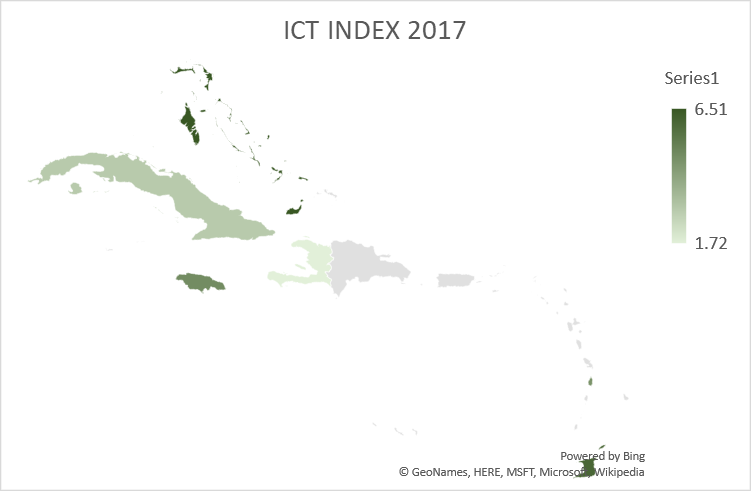 ICT INDEX 2017
Series1
6.51
1.72
Powered by Bing
© GeoNames, HERE, MSFT, Microsoft, Wikipedia